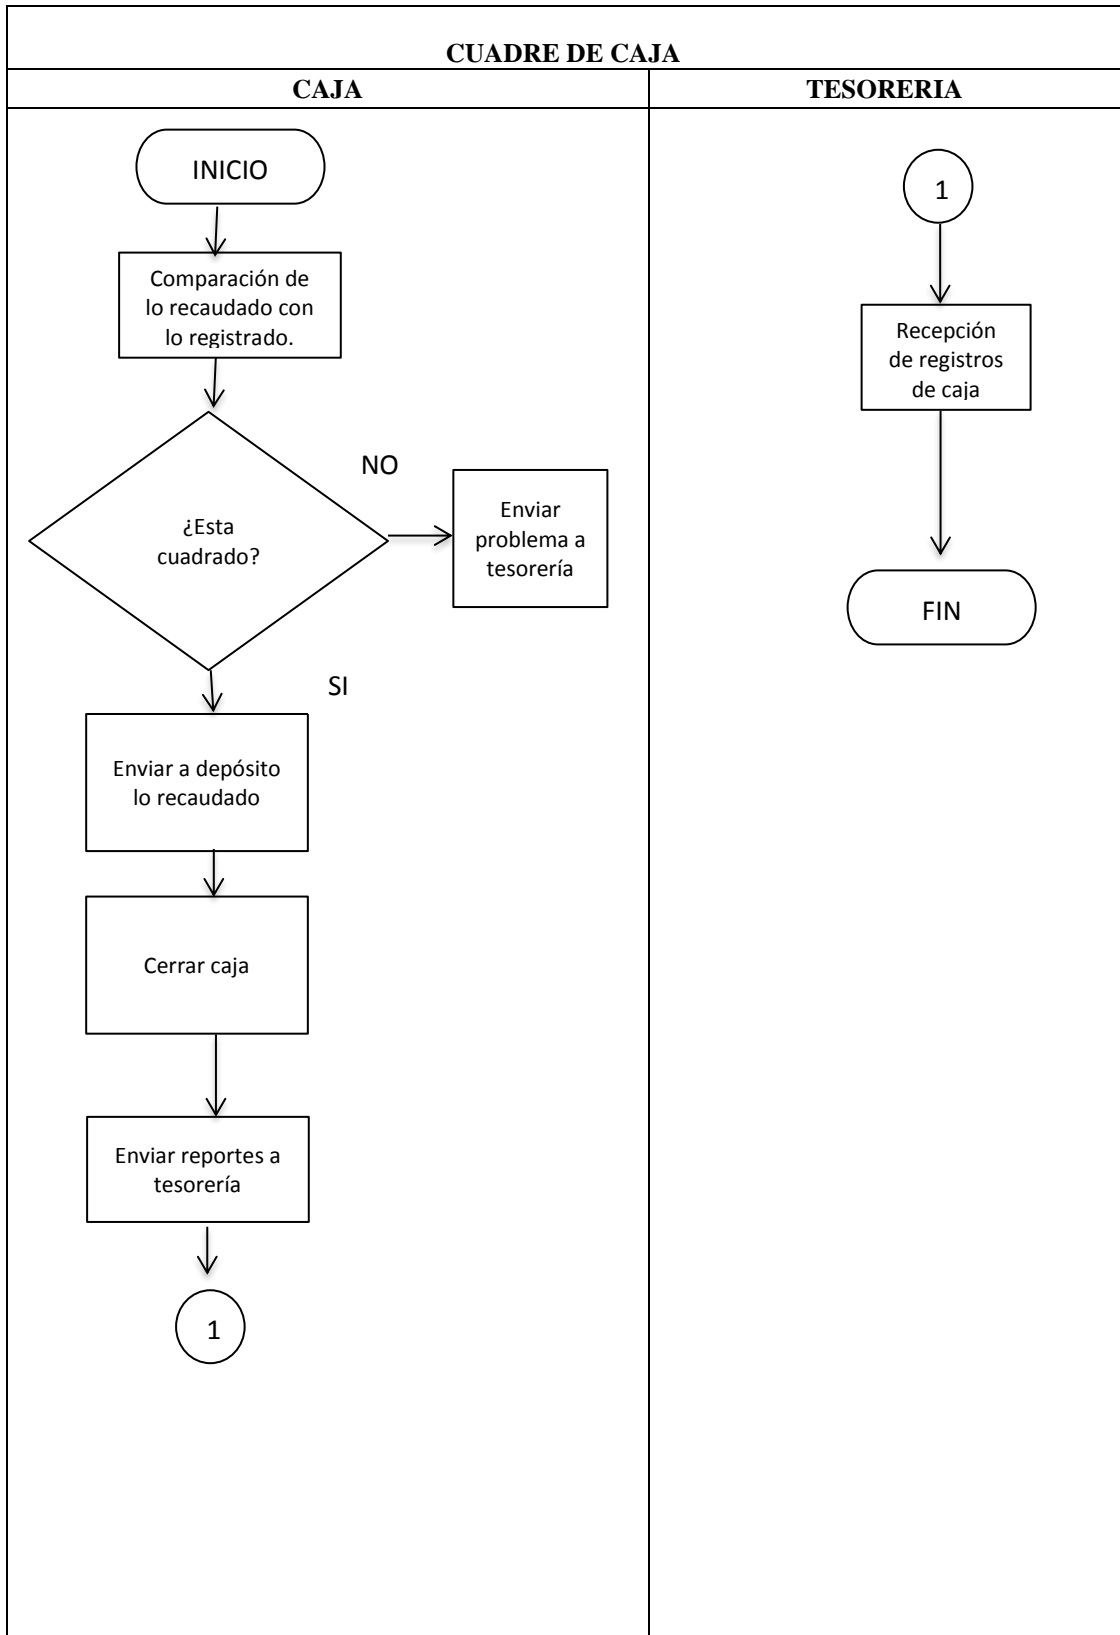 CUADRE DE CAJA
CAJA
TESORERIA
INICIO
Comparación de
lo recaudado con
lo registrado.
¿Esta
cuadrado?
NO
Enviar
problema a
tesorería
SI
Enviar a depósito
lo recaudado
Cerrar caja
Enviar reportes a
tesorería
1
1
Recepción
de registros
de caja
FIN